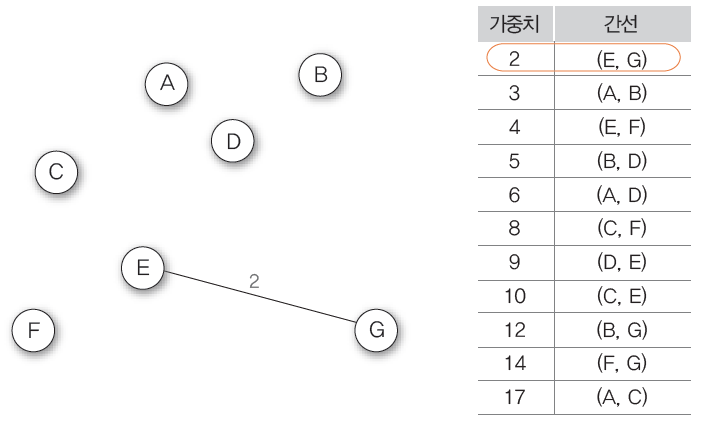 A
B
D
C
E
2
F
G
가중치 간선
2 (E, G)
3 (A, B)
4 (E, F)
5 (B, D)
6 (A, D)
8 (C, F)
9 (D, E)
10 (C, E)
12 (B, G)
14 (F, G)
17 (A, C)